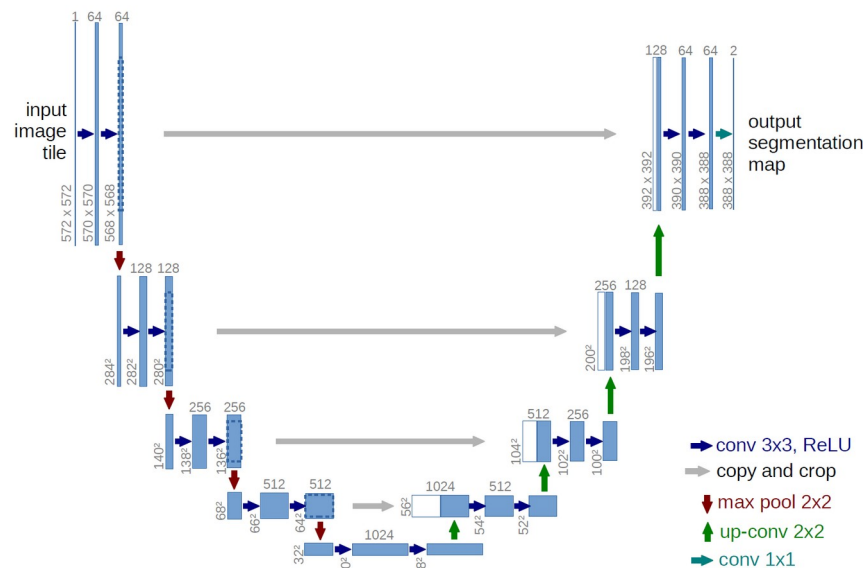 1 64 64
128 64 64 2
input
image
tile
output
segmentation
map
572 x 572
570 x 570
568 x 568
392 x 392
390 x 390
388 x 388
388 x 388
128 128
256 128
284²
282²
280²
200²
198²
196²
256 256
512 256
140²
138²
136²
104²
102²
100²
512 512
1024 512
68²
66²
64²
56²
54²
52²
1024
32²
0²
8²
conv 3x3, ReLU
copy and crop
max pool 2x2
up-conv 2x2
conv 1x1